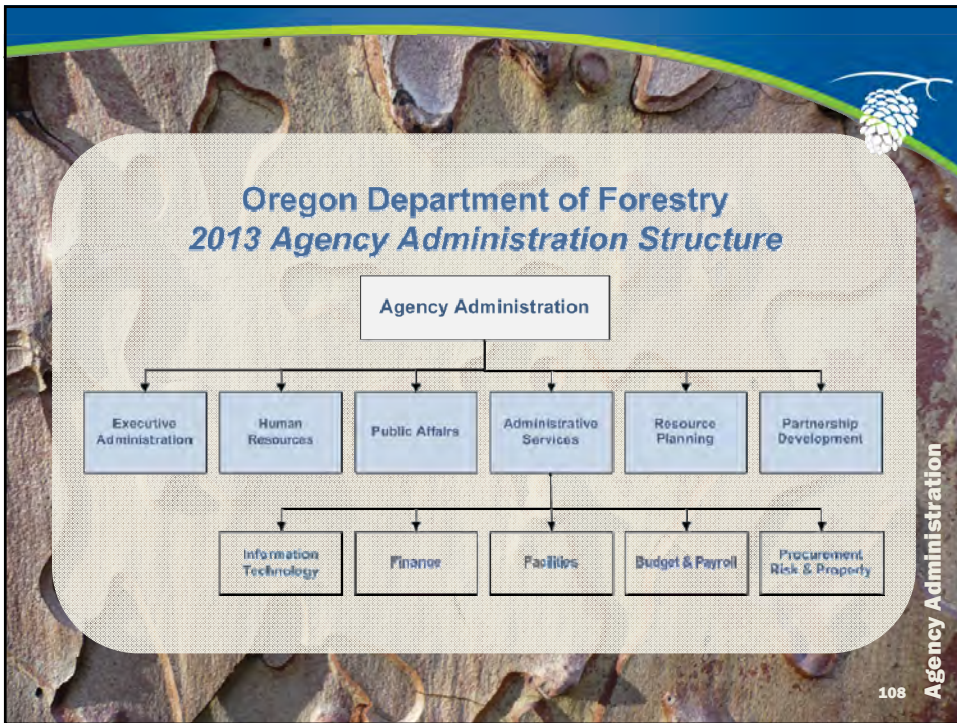 Oregon Department of Forestry
2013 Agency Administration Structure
Agency Administration
Executive
Administration
Human
Resources
Public Affairs
Administrative
Services
Resource
Planning
Partnership
Development
Information
Technology
Finance
Facilities
Budget & Payroll
Procurement
Risk & Property
Agency Administration
108